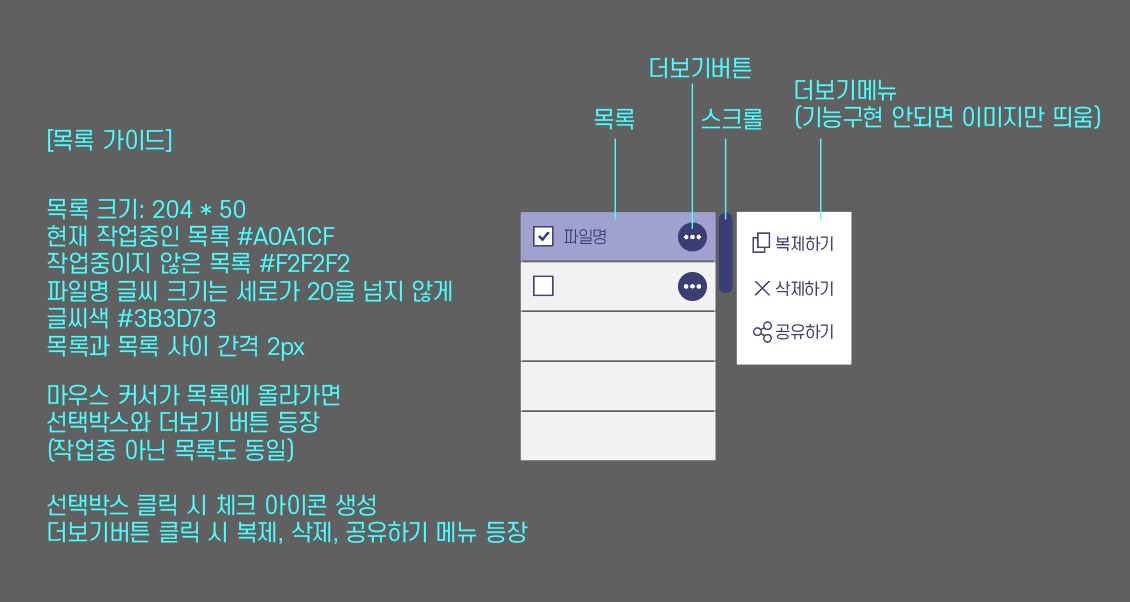 더보기버튼
더보기메뉴
(기능구현 안되면 이미지만 띄움)
목록
스크롤
[목록 가이드]
목록 크기: 204 * 50
현재 작업중인 목록 #A0A1CF
작업중이지 않은 목록 #F2F2F2
파일명 글씨 크기는 세로가 20을 넘지 않게
글씨색 #3B3D73
목록과 목록 사이 간격 2px
마우스 커서가 목록에 올라가면
선택박스와 더보기 버튼 등장
(작업중 아닌 목록도 동일)
선택박스 클릭 시 체크 아이콘 생성
더보기버튼 클릭 시 복제, 삭제, 공유하기 메뉴 등장
파일명
복제하기
삭제하기
공유하기